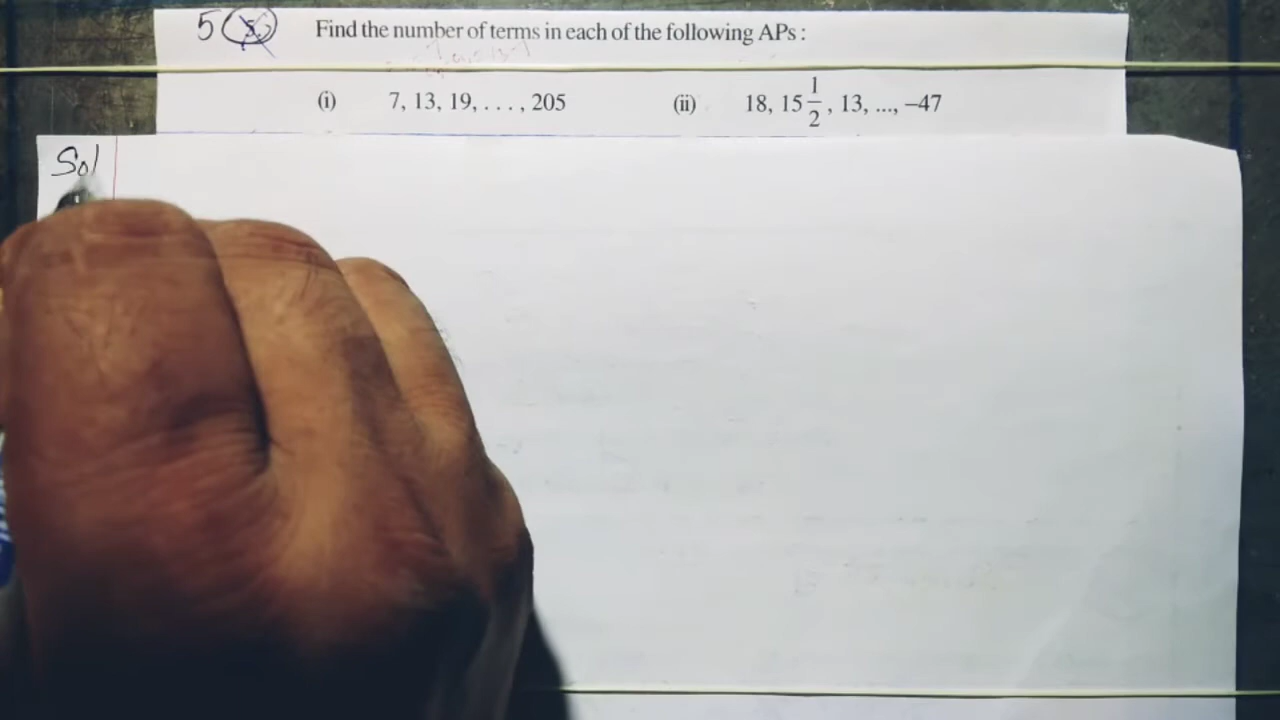 5 5. Find the number of terms in each of the following APs :
(i) 7, 13, 19, . . . , 205 (ii) 18, 15 1/2 , 13, ..., –47
Sol